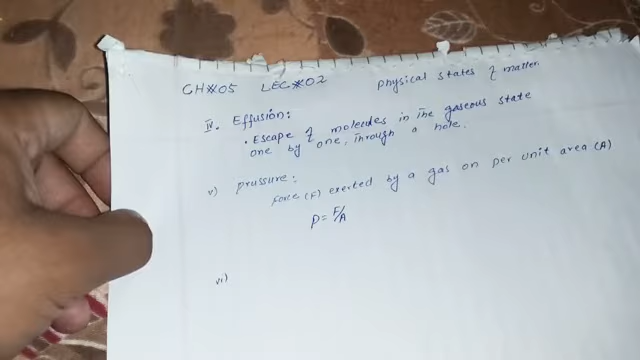 CH#05 LEC#02 physical states of matter
iv. Effusion:
• Escape of molecules in the gaseous state
one by one, through a hole.
v) prussure:
Force (F) exerted by a gas on per unit area (A)
P = F/A
vi)